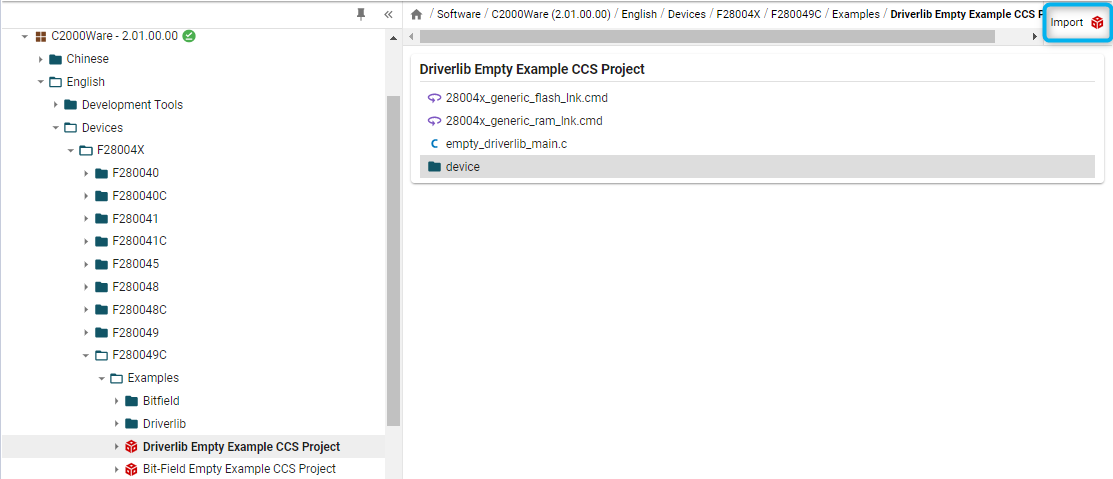 C2000Ware - 2.01.00.00
Chinese
English
Development Tools
Devices
F28004X
F280040
F280040C
F280041
F280041C
F280045
F280048
F280048C
F280049
F280049C
Examples
Bitfield
Driverlib
Driverlib Empty Example CCS Project
Bit-Field Empty Example CCS Project
/ Software / C2000Ware (2.01.00.00) / English / Devices / F28004X / F280049C / Examples / Driverlib Empty Example CCS
Import
Driverlib Empty Example CCS Project
28004x_generic_flash_lnk.cmd
28004x_generic_ram_lnk.cmd
C empty_driverlib_main.c
device